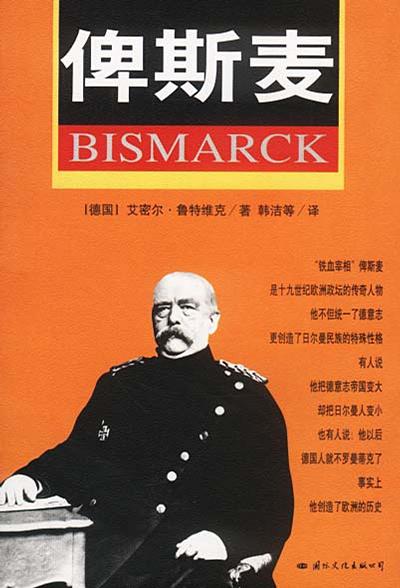 俾斯麦
BISMARCK
[德国] 艾密尔·鲁特维克／著 韩洁等／译
“铁血宰相”俾斯麦
是十九世纪欧洲政坛的传奇人物
他不但统一了德意志
更创造了日尔曼民族的特殊性格
有人说
他把德意志帝国变大
却把日尔曼人变小
也有人说：他以后
德国人就不罗曼蒂克了
事实上
他创造了欧洲的历史
国际文化出版公司